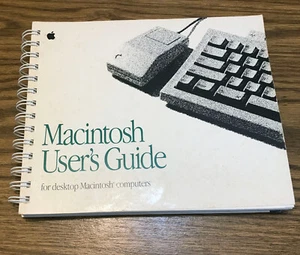 Macintosh
User's Guide
for desktop Macintosh® computers